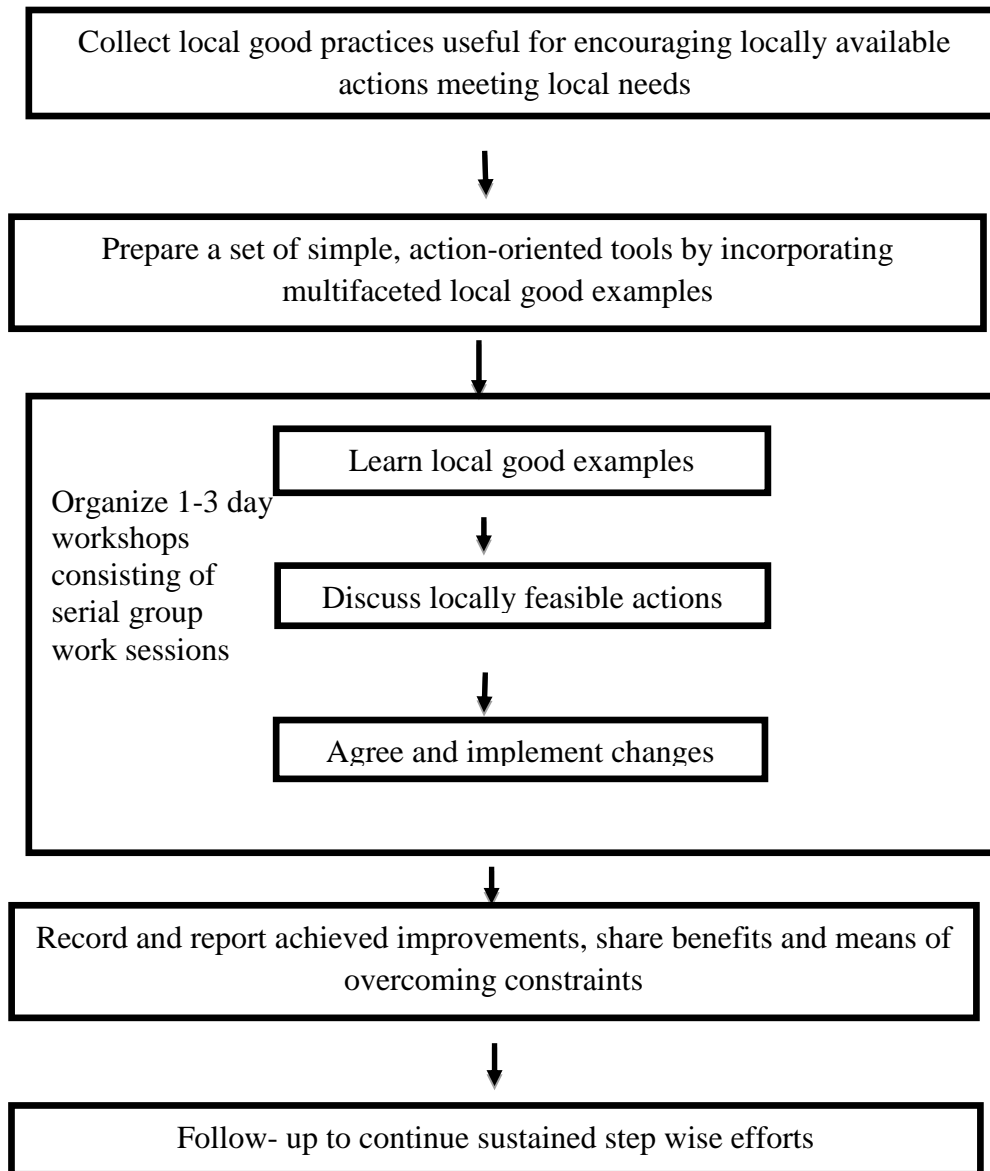 Collect local good practices useful for encouraging locally available
actions meeting local needs
Prepare a set of simple, action-oriented tools by incorporating
multifaceted local good examples
Organize 1-3 day
workshops
consisting of
serial group
work sessions
Learn local good examples
Discuss locally feasible actions
Agree and implement changes
Record and report achieved improvements, share benefits and means of
overcoming constraints
Follow- up to continue sustained step wise efforts